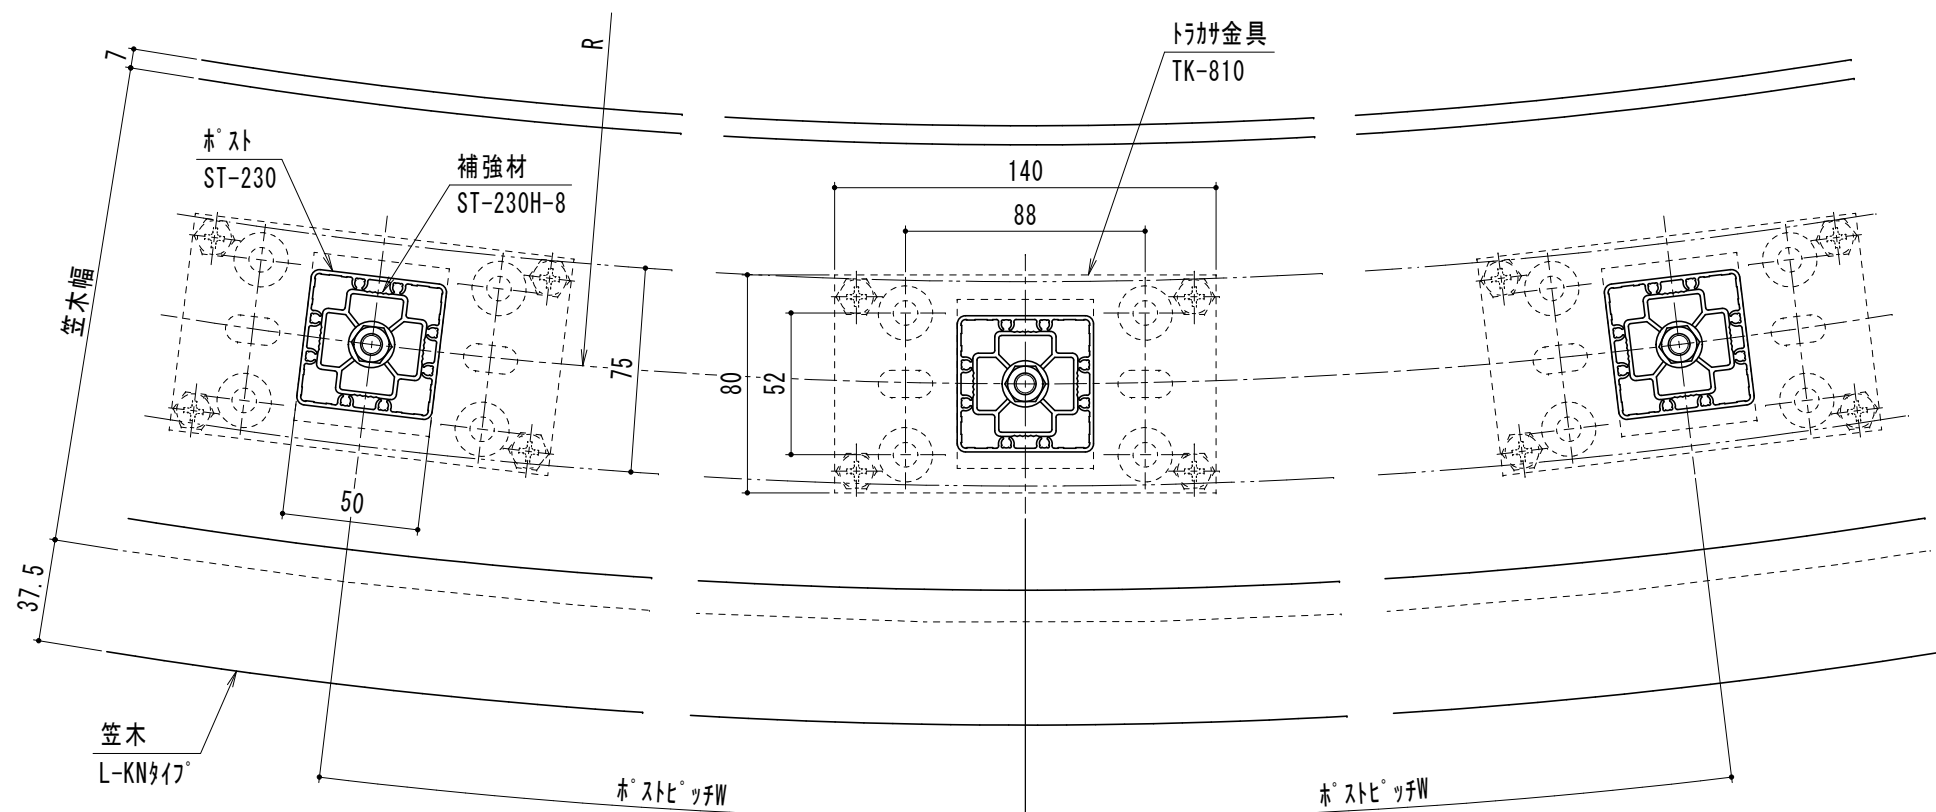 7
R
トラカサ金具
TK-810
ポスト
ST-230
補強材
ST-230H-8
140
88
笠木幅
75
80
52
50
37.5
笠木
L-KNタイプ
ポストピッチW
ポストピッチW